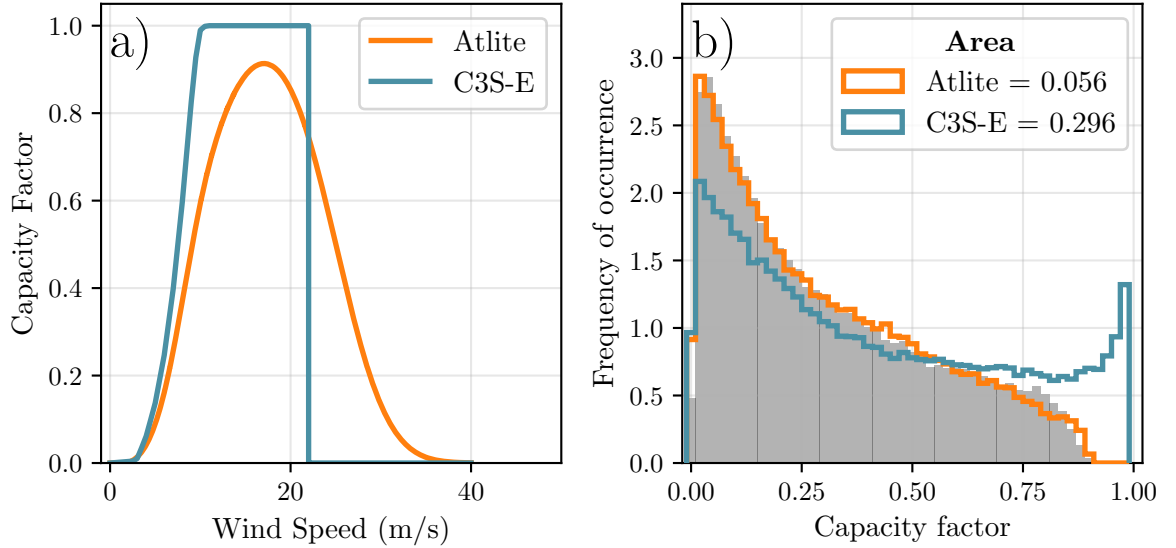 a)
Atlite
C3S-E
Capacity Factor
1.0
0.8
0.6
0.4
0.2
0.0
0
20
40
Wind Speed (m/s)
b)
Area
Atlite = 0.056
C3S-E = 0.296
Frequency of occurrence
3.0
2.5
2.0
1.5
1.0
0.5
0.0
0.00
0.25
0.50
0.75
1.00
Capacity factor